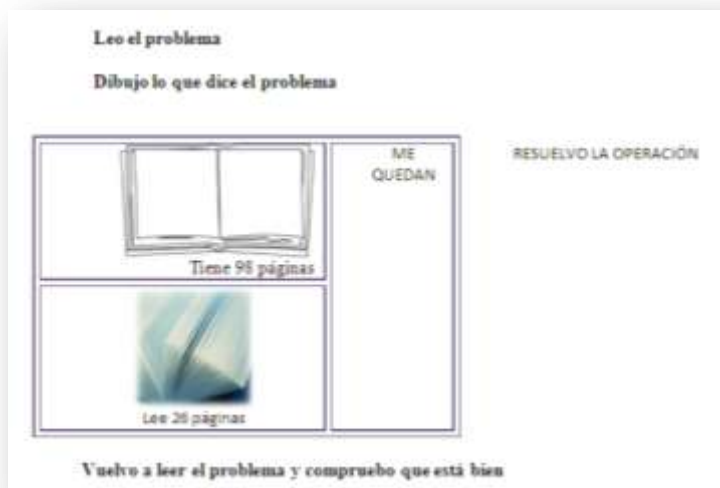 Leo el problema
Dibujo lo que dice el problema
ME
QUEDAN
RESUELVO LA OPERACIÓN
Tiene 98 páginas
Lee 26 páginas
Vuelvo a leer el problema y compruebo que está bien